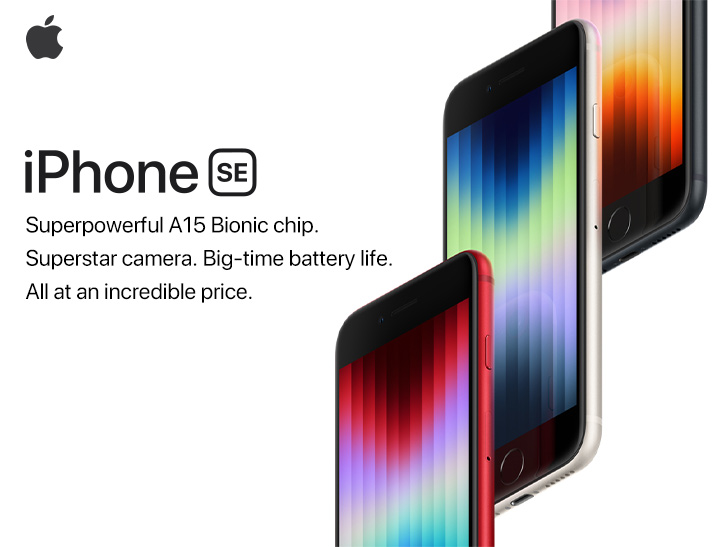 iPhone SE
Superpowerful A15 Bionic chip.
Superstar camera. Big-time battery life.
All at an incredible price.